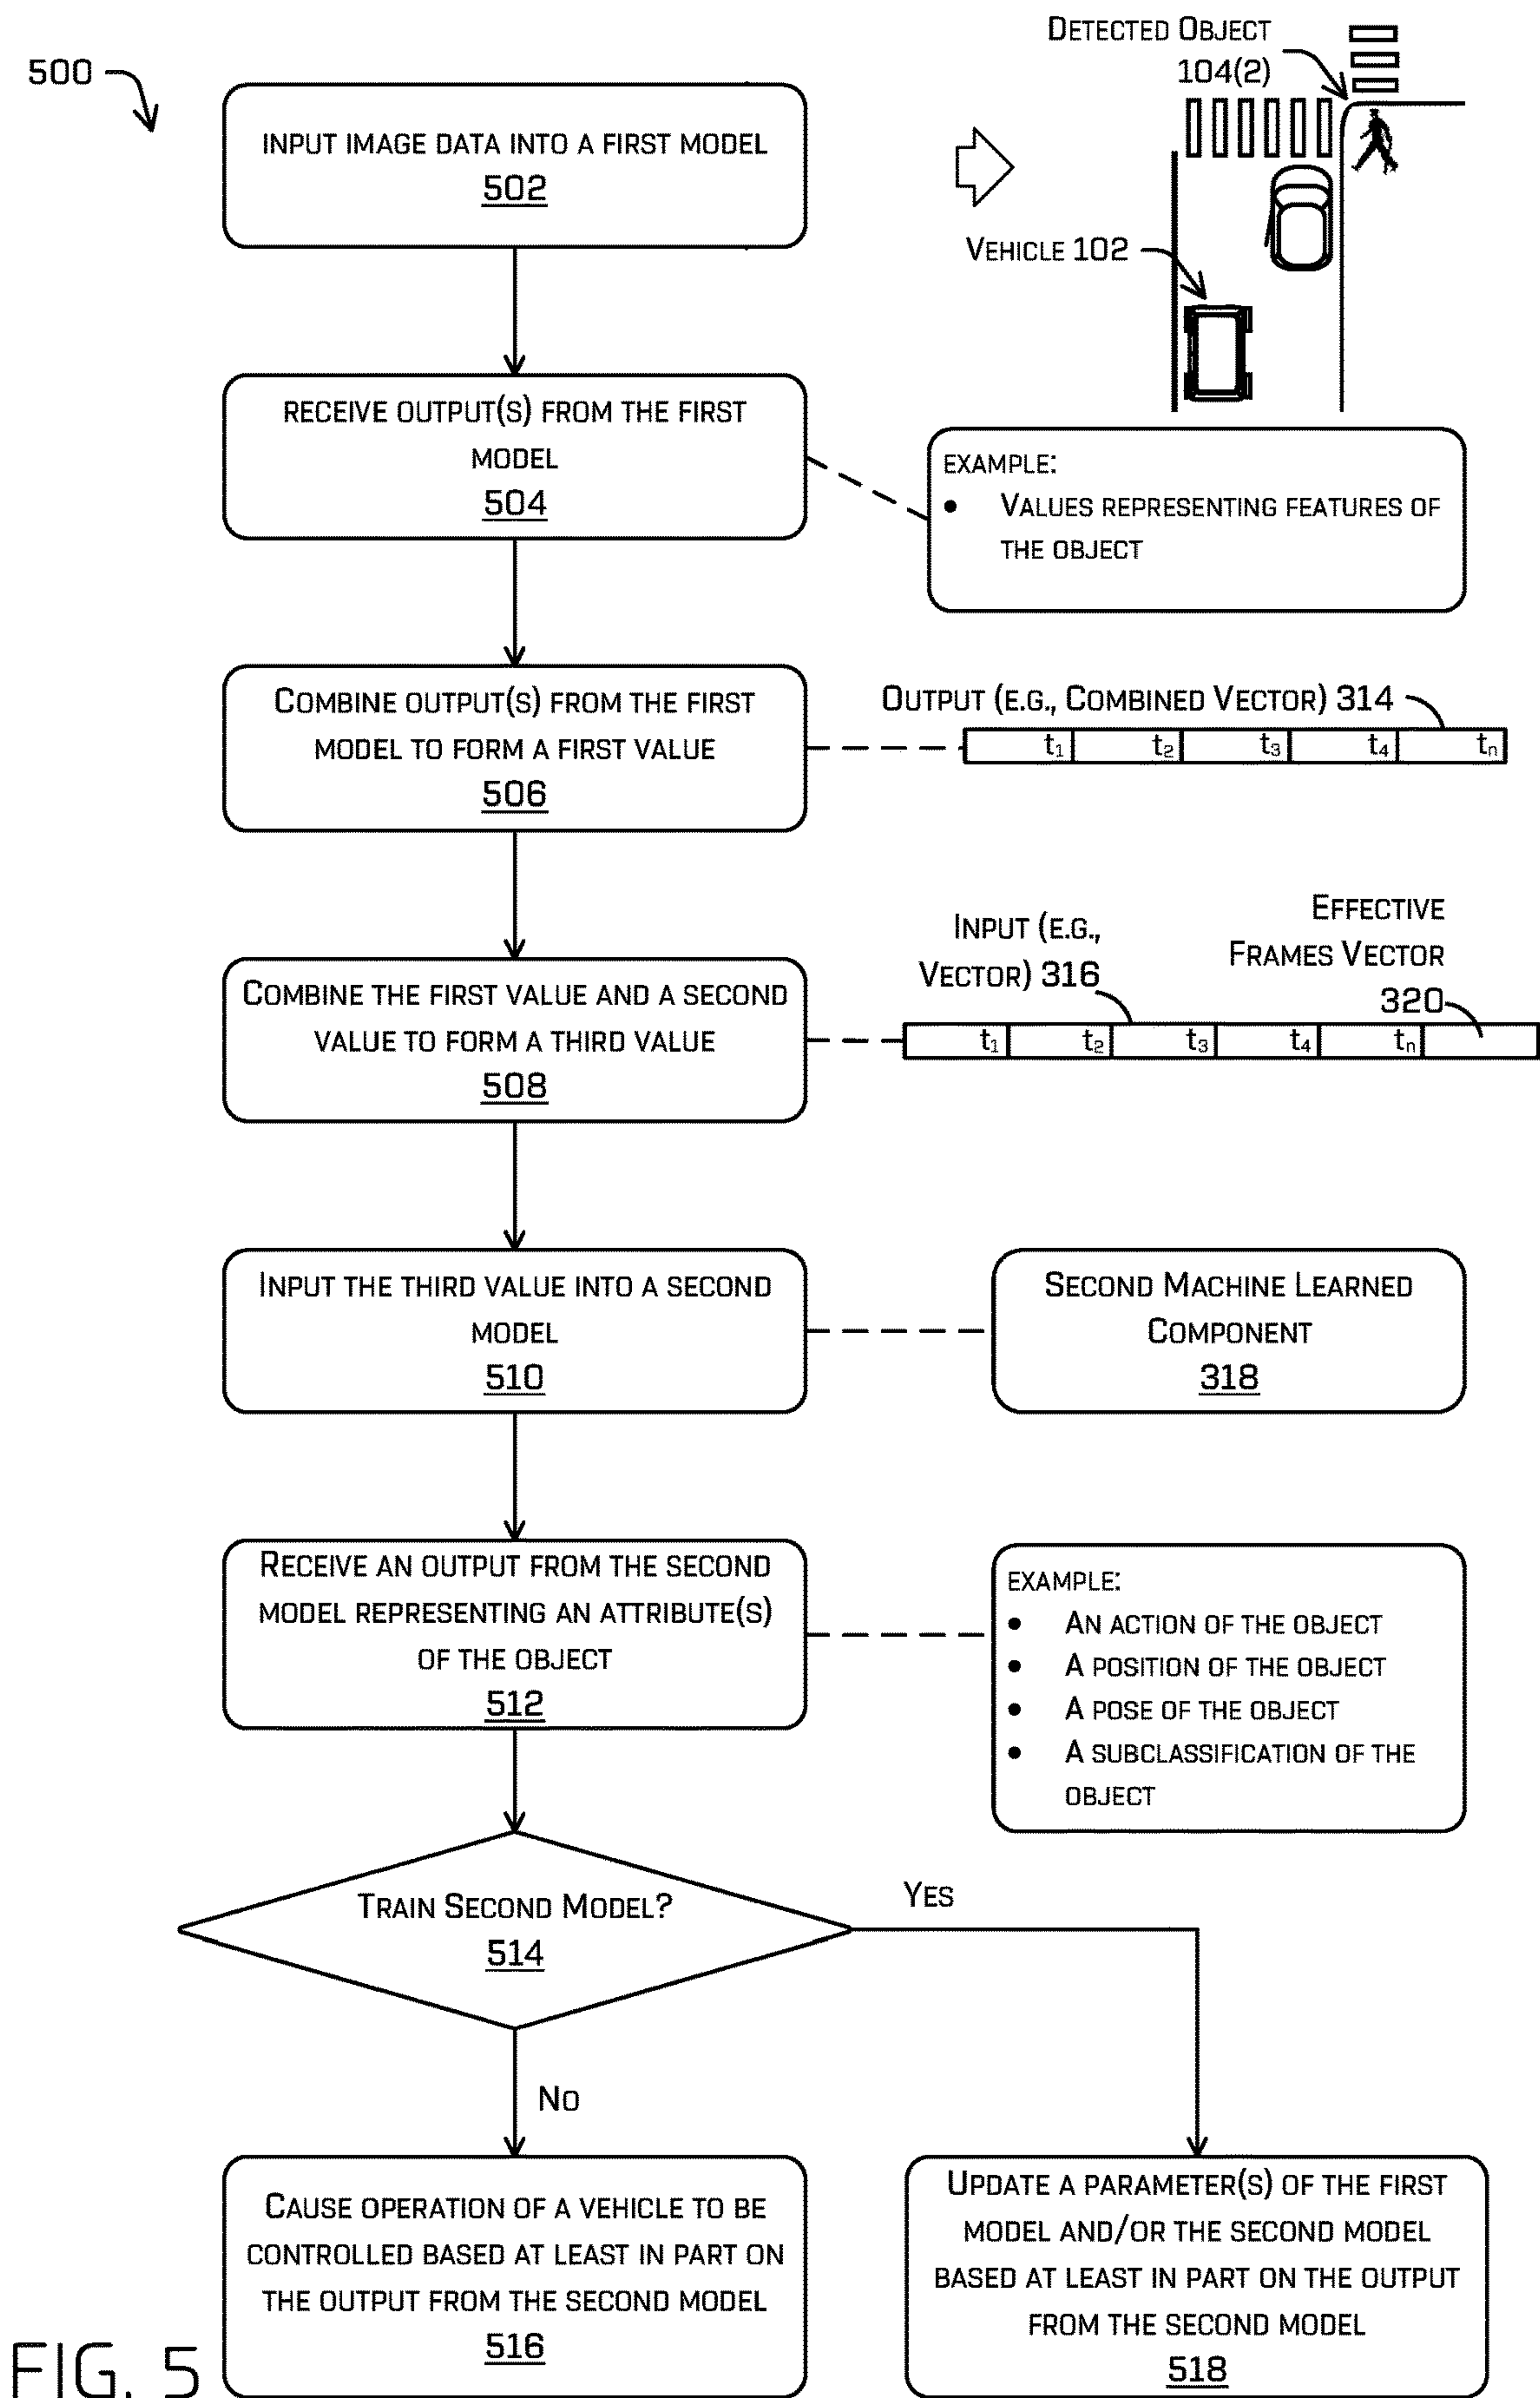 500
INPUT IMAGE DATA INTO A FIRST MODEL
502
DETECTED OBJECT
104(2)
VEHICLE 102
RECEIVE OUTPUT(S) FROM THE FIRST
MODEL
504
EXAMPLE:
• VALUES REPRESENTING FEATURES OF
THE OBJECT
COMBINE OUTPUT(S) FROM THE FIRST
MODEL TO FORM A FIRST VALUE
506
OUTPUT (E.G., COMBINED VECTOR) 314
t1 t2 t3 t4 tn
COMBINE THE FIRST VALUE AND A SECOND
VALUE TO FORM A THIRD VALUE
508
INPUT (E.G.,
VECTOR) 316
EFFECTIVE
FRAMES VECTOR
320
t1 t2 t3 t4 tn
INPUT THE THIRD VALUE INTO A SECOND
MODEL
510
SECOND MACHINE LEARNED
COMPONENT
318
RECEIVE AN OUTPUT FROM THE SECOND
MODEL REPRESENTING AN ATTRIBUTE(S)
OF THE OBJECT
512
EXAMPLE:
• AN ACTION OF THE OBJECT
• A POSITION OF THE OBJECT
• A POSE OF THE OBJECT
• A SUBCLASSIFICATION OF THE
OBJECT
TRAIN SECOND MODEL?
514
YES
NO
CAUSE OPERATION OF A VEHICLE TO BE
CONTROLLED BASED AT LEAST IN PART ON
THE OUTPUT FROM THE SECOND MODEL
516
UPDATE A PARAMETER(S) OF THE FIRST
MODEL AND/OR THE SECOND MODEL
BASED AT LEAST IN PART ON THE OUTPUT
FROM THE SECOND MODEL
518
FIG. 5